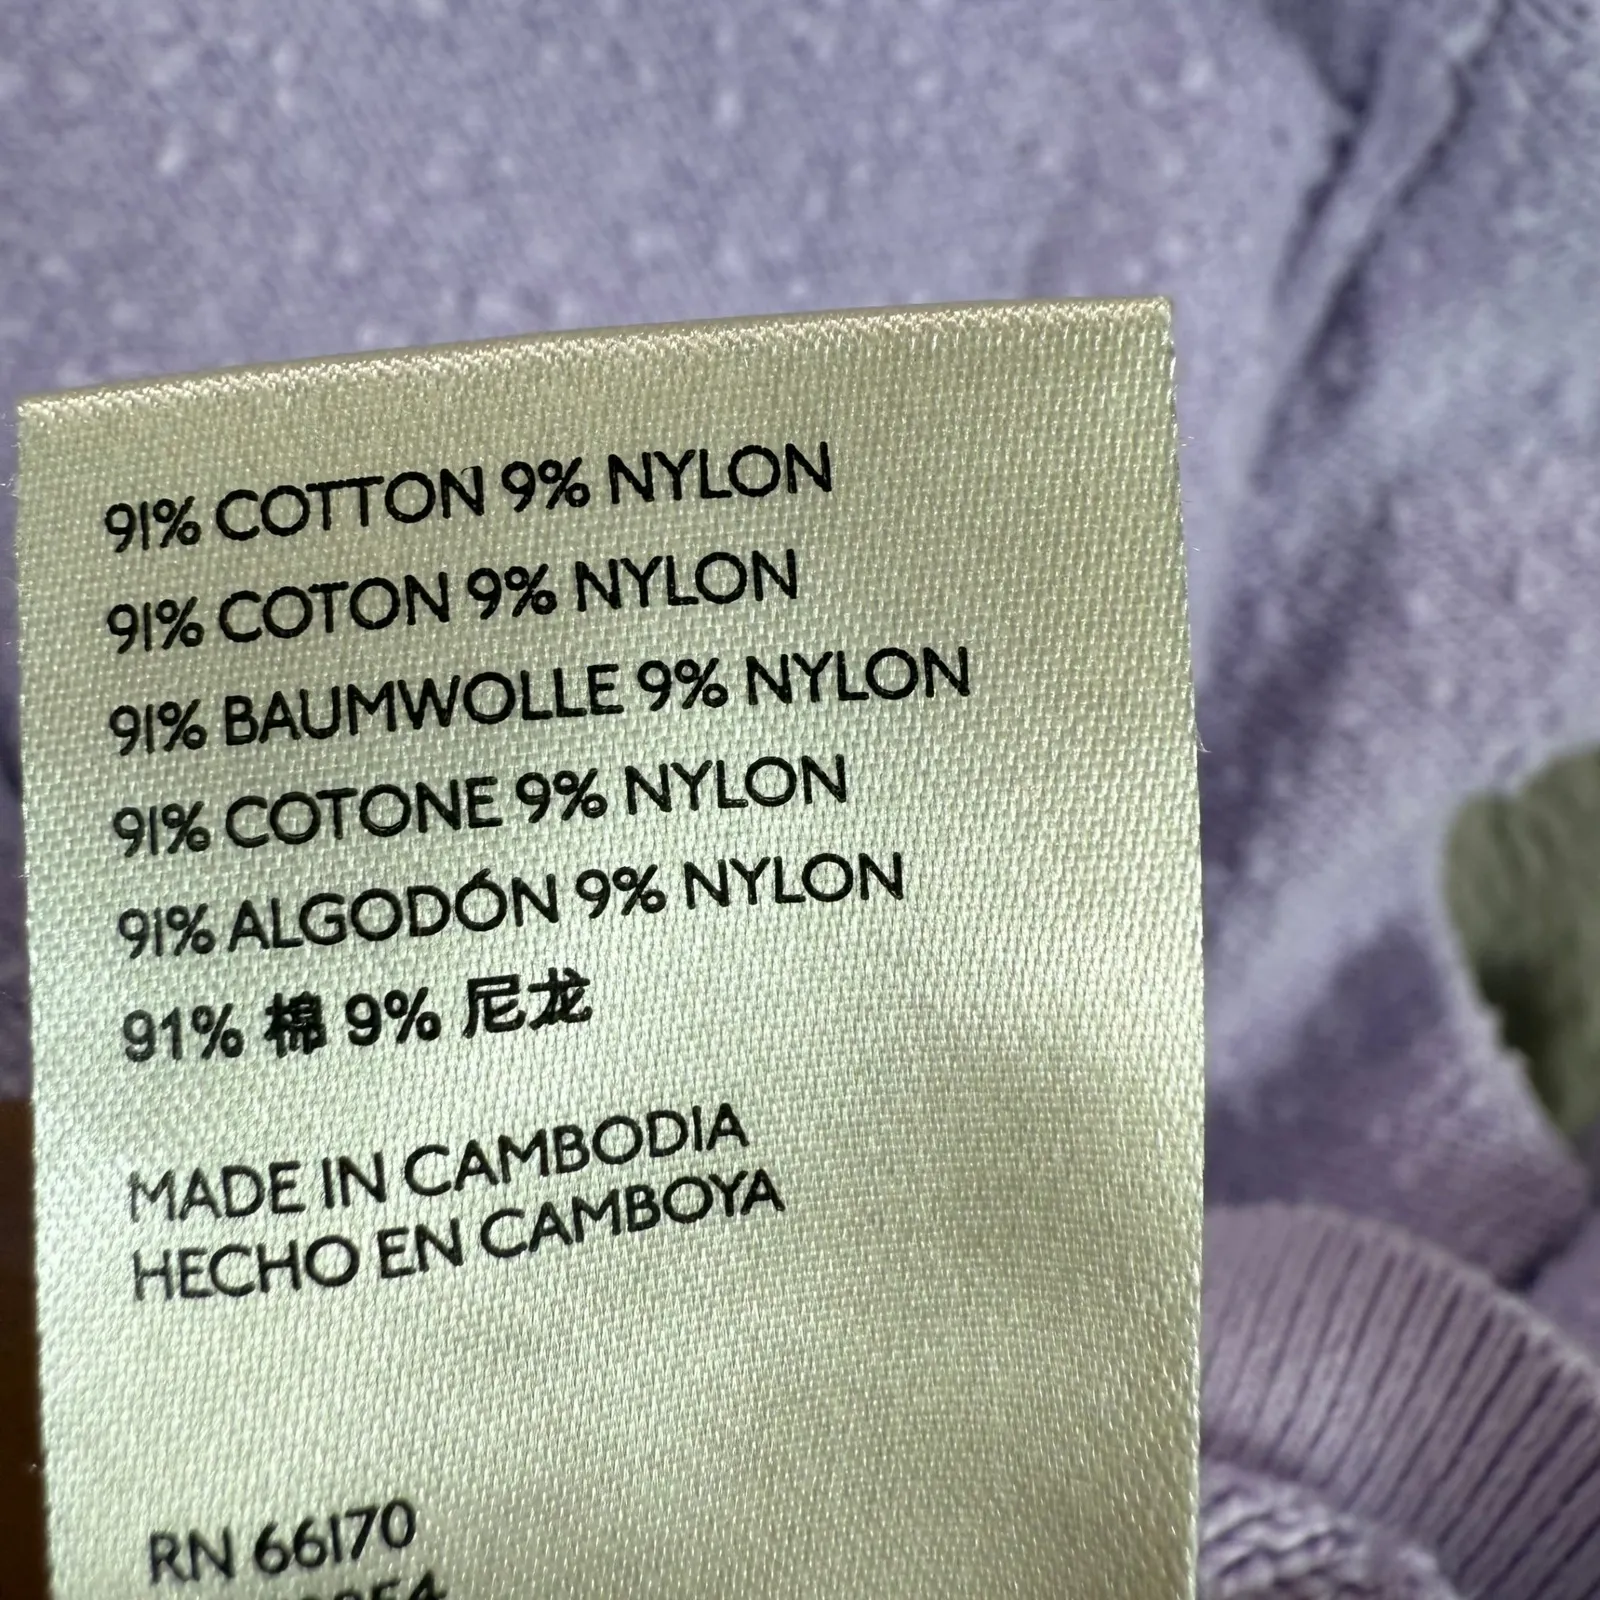 91% COTTON 9% NYLON
91% COTON 9% NYLON
91% BAUMWOLLE 9% NYLON
91% COTONE 9% NYLON
91% ALGODÓN 9% NYLON
91% 棉 9% 尼龙
MADE IN CAMBODIA
HECHO EN CAMBOYA
RN 66170